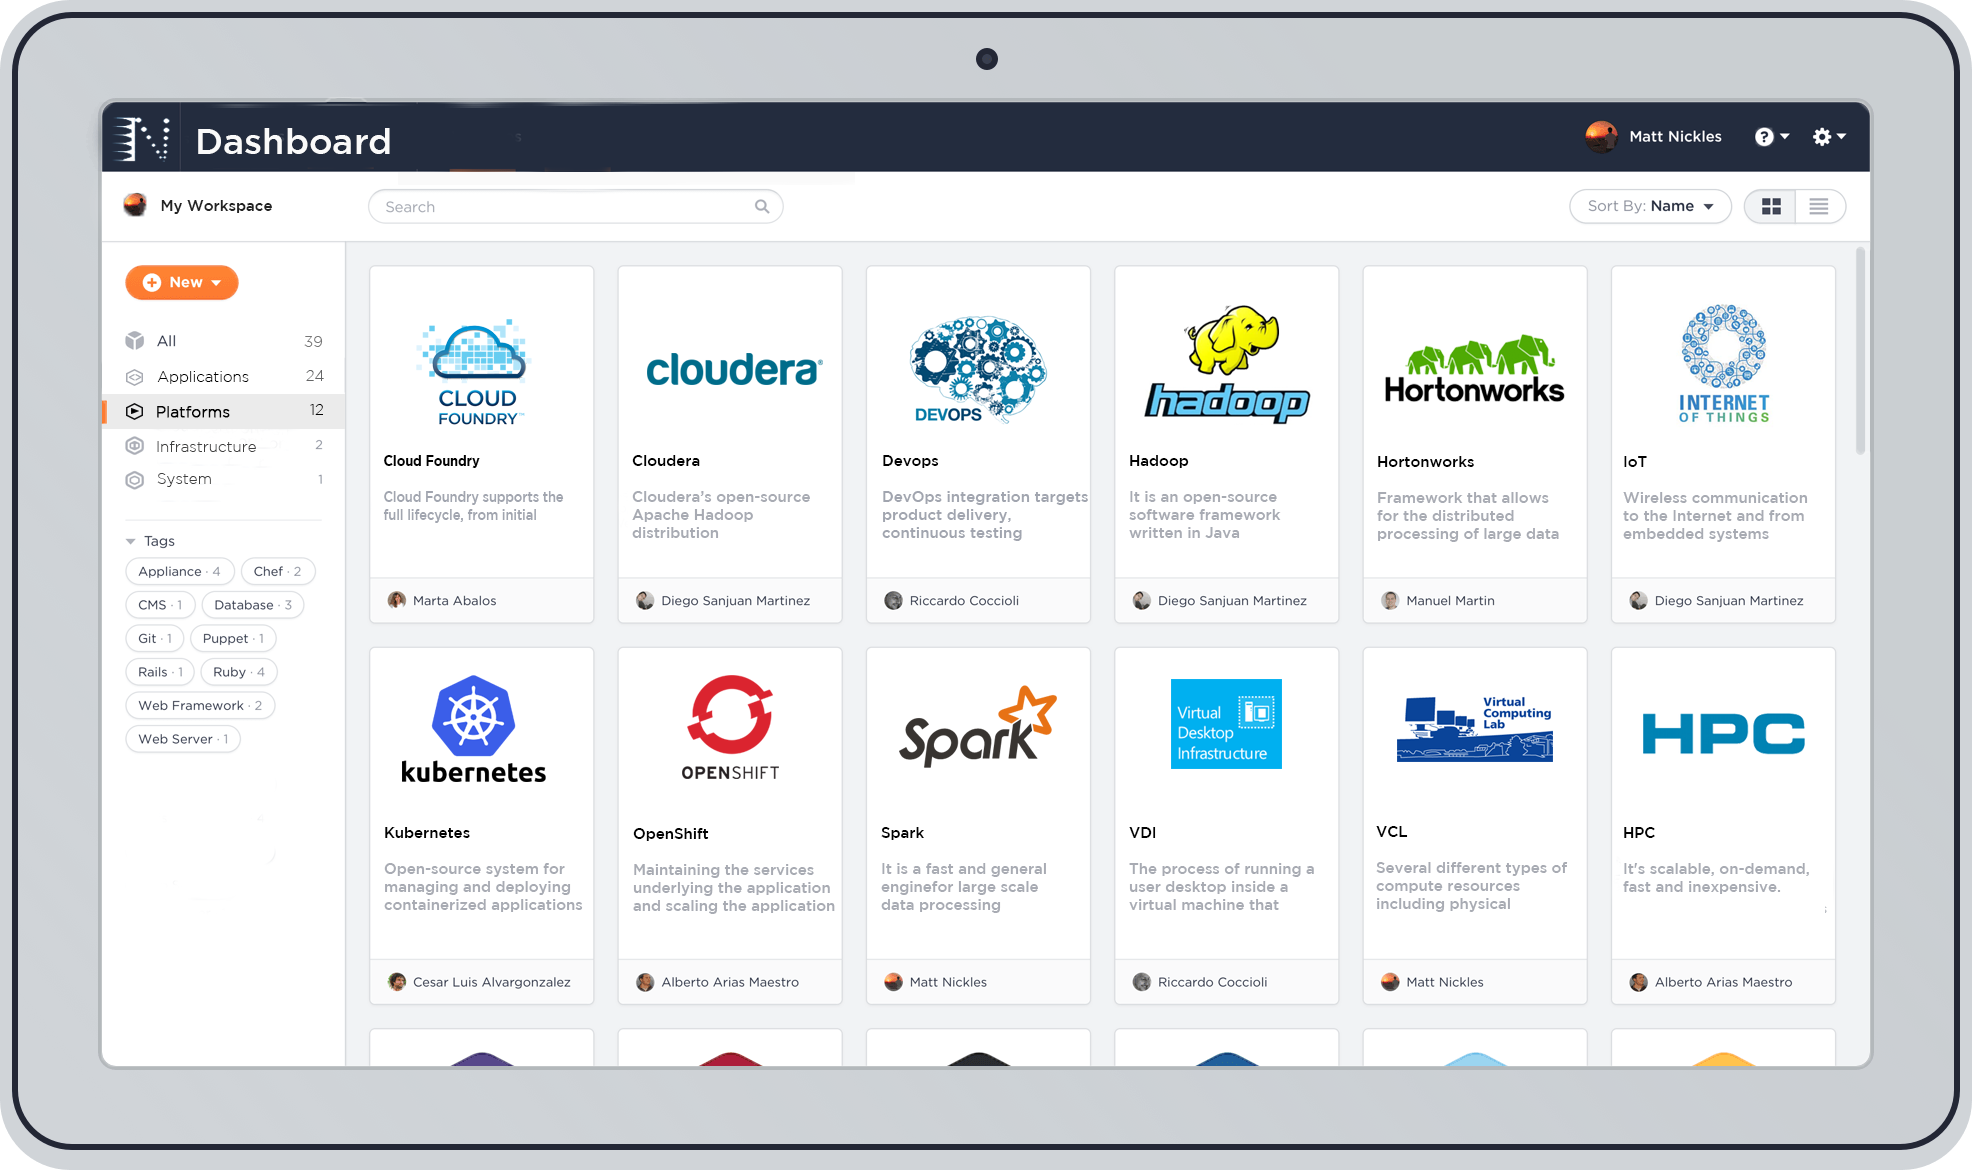 Dashboard
Matt Nickles
?
My Workspace
Search
Sort By: Name
New
All 39
Applications 24
Platforms 12
Infrastructure 2
System 1
Tags
Appliance · 4
Chef · 2
CMS · 1
Database · 3
Git · 1
Puppet · 1
Rails · 1
Ruby · 4
Web Framework · 2
Web Server · 1
CLOUD
FOUNDRY™
Cloud Foundry
Cloud Foundry supports the
full lifecycle, from initial
Marta Abalos
cloudera®
Cloudera
Cloudera's open-source
Apache Hadoop
distribution
Diego Sanjuan Martinez
DEVOPS
Devops
DevOps integration targets
product delivery,
continuous testing
Riccardo Coccioli
hadoop
Hadoop
It is an open-source
software framework
written in Java
Diego Sanjuan Martinez
Hortonworks
Hortonworks
Framework that allows
for the distributed
processing of large data
Manuel Martin
INTERNET
OF THINGS
IoT
Wireless communication
to the Internet and from
embedded systems
Diego Sanjuan Martinez
kubernetes
Kubernetes
Open-source system for
managing and deploying
containerized applications
Cesar Luis Alvargonzalez
OPENSHIFT
OpenShift
Maintaining the services
underlying the application
and scaling the application
Alberto Arias Maestro
Spark
Spark
It is a fast and general
enginefor large scale
data processing
Matt Nickles
Virtual
Desktop
Infrastructure
VDI
The process of running a
user desktop inside a
virtual machine that
Riccardo Coccioli
Virtual
Computing
Lab
VCL
Several different types of
compute resources
including physical
Matt Nickles
HPC
HPC
It's scalable, on-demand,
fast and inexpensive.
Alberto Arias Maestro